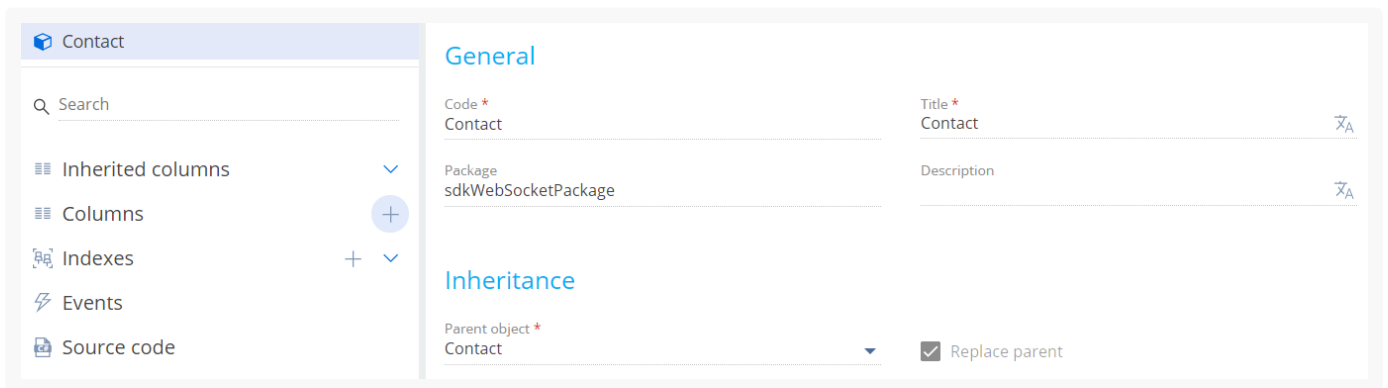 Contact
Search
Inherited columns
Columns
Indexes
Events
Source code
General
Code *
Contact
Title *
Contact
Package
sdkWebSocketPackage
Description
Inheritance
Parent object *
Contact
Replace parent